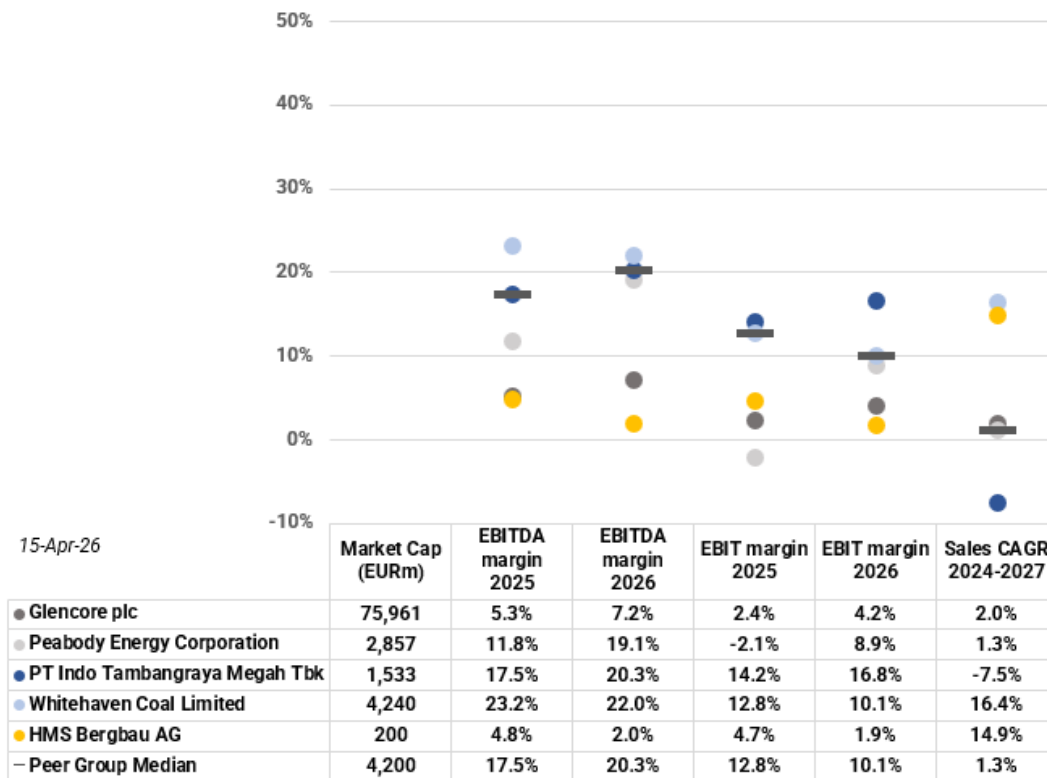 50%
40%
30%
20%
10%
0%
-10%
15-Apr-26
Market Cap (EURm) EBITDA margin 2025 EBITDA margin 2026 EBIT margin 2025 EBIT margin 2026 Sales CAGR 2024-2027
Glencore plc 75,961 5.3% 7.2% 2.4% 4.2% 2.0%
Peabody Energy Corporation 2,857 11.8% 19.1% -2.1% 8.9% 1.3%
PT Indo Tambangraya Megah Tbk 1,533 17.5% 20.3% 14.2% 16.8% -7.5%
Whitehaven Coal Limited 4,240 23.2% 22.0% 12.8% 10.1% 16.4%
HMS Bergbau AG 200 4.8% 2.0% 4.7% 1.9% 14.9%
Peer Group Median 4,200 17.5% 20.3% 12.8% 10.1% 1.3%